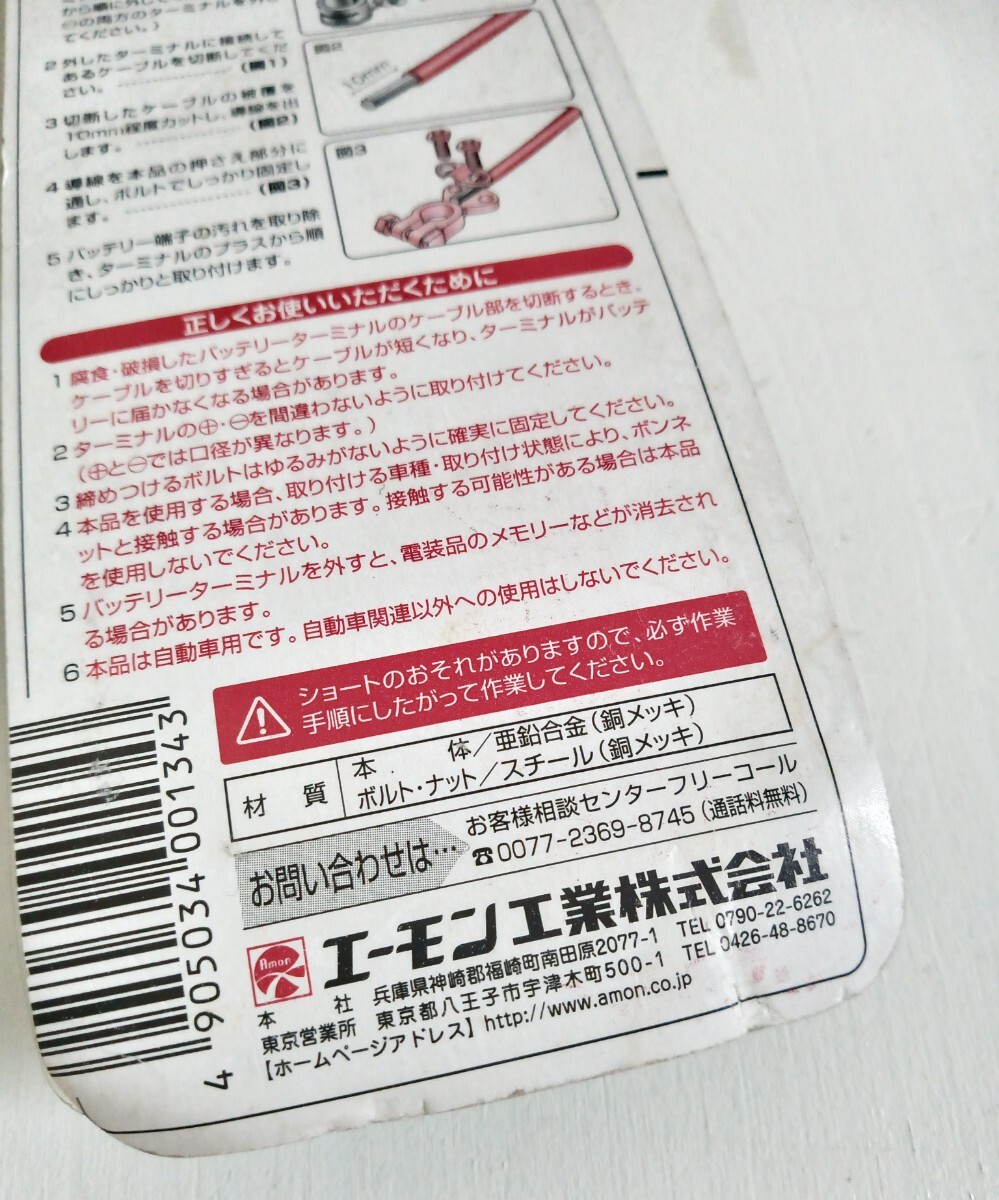 から順に外して
⊖の両方のターミナルを外し
てください。)
2 外したターミナルに接続して
あるケーブルを切断してくだ
さい。 (図1)
3 切断したケーブルの被覆を
10mm程度カットし、導線を出
します。 (図2)
4 導線を本品の押さえ部分に
通し、ボルトでしっかり固定し
ます。 (図3)
5 バッテリー端子の汚れを取り除
き、ターミナルのプラスから順
にしっかりと取り付けます。
図2
10mm
図3
正しくお使いいただくために
1 腐食・破損したバッテリーターミナルのケーブル部を切断するとき、
ケーブルを切りすぎるとケーブルが短くなり、ターミナルがバッテ
リーに届かなくなる場合があります。
2 ターミナルの⊕・⊖を間違わないように取り付けてください。
(⊕と⊖では口径が異なります。)
3 締めつけるボルトはゆるみがないように確実に固定してください。
4 本品を使用する場合、取り付ける車種・取り付け状態により、ボンネ
ットと接触する場合があります。接触する可能性がある場合は本品
を使用しないでください。
5 バッテリーターミナルを外すと、電装品のメモリーなどが消去され
る場合があります。
6 本品は自動車用です。自動車関連以外への使用はしないでください。
ショートのおそれがありますので、必ず作業
手順にしたがって作業してください。
材質
本体/亜鉛合金(銅メッキ)
ボルト・ナット/スチール(銅メッキ)
お問い合わせは…
お客様相談センターフリーコール
☎0077-2369-8745(通話料無料)
Amon
エーモン工業株式会社
本社 兵庫県神崎郡福崎町南田原2077-1 TEL 0790-22-6262
東京営業所 東京都八王子市宇津木町500-1 TEL 0426-48-8670
【ホームページアドレス】http://www.amon.co.jp
4 905034 001343